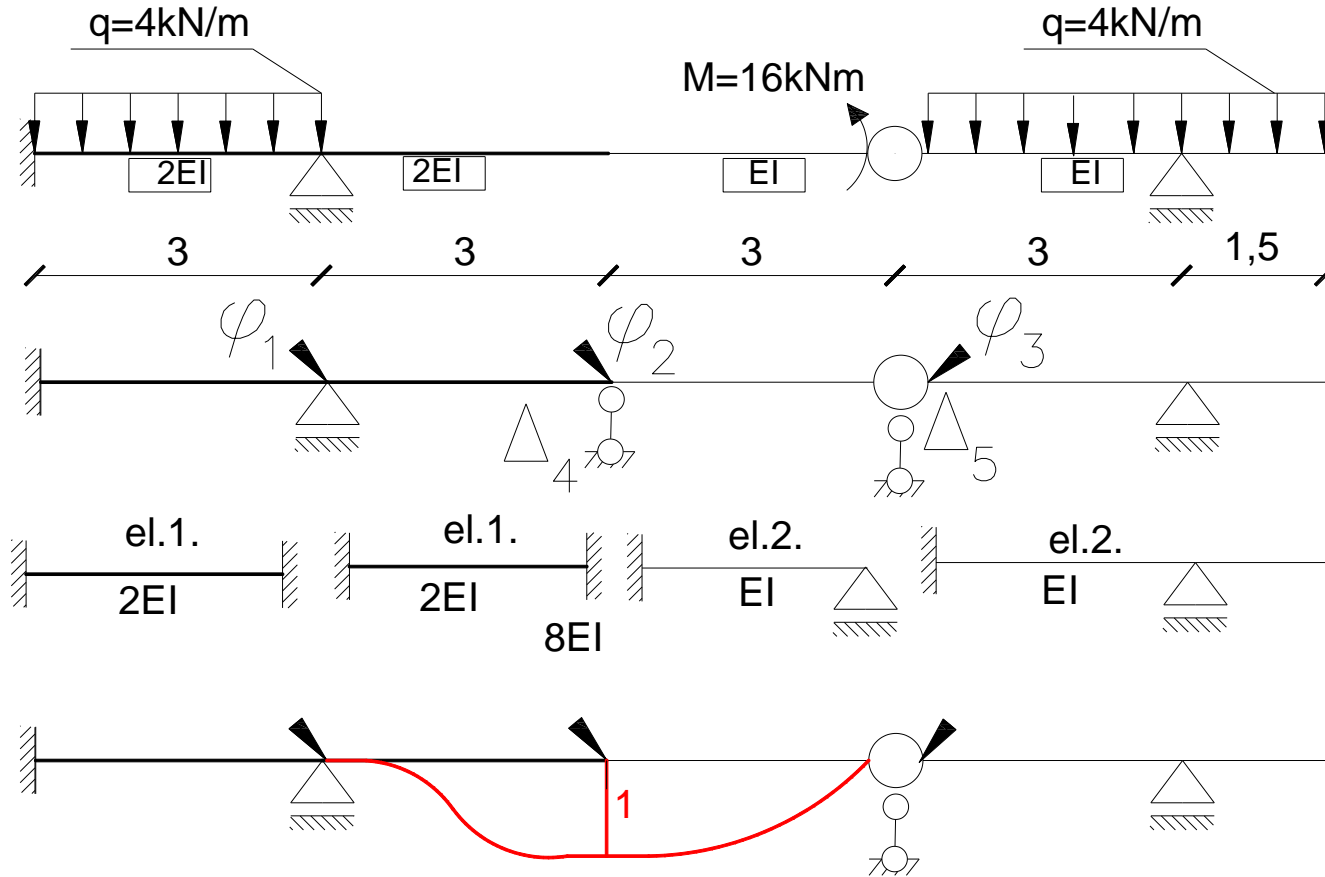 q=4kN/m q=4kN/m
M=16kNm
2EI 2EI EI EI
3 3 3 3 1,5
φ1 φ2 φ3
Δ4 Δ5
el.1. el.1. el.2. el.2.
2EI 2EI EI EI
8EI
1